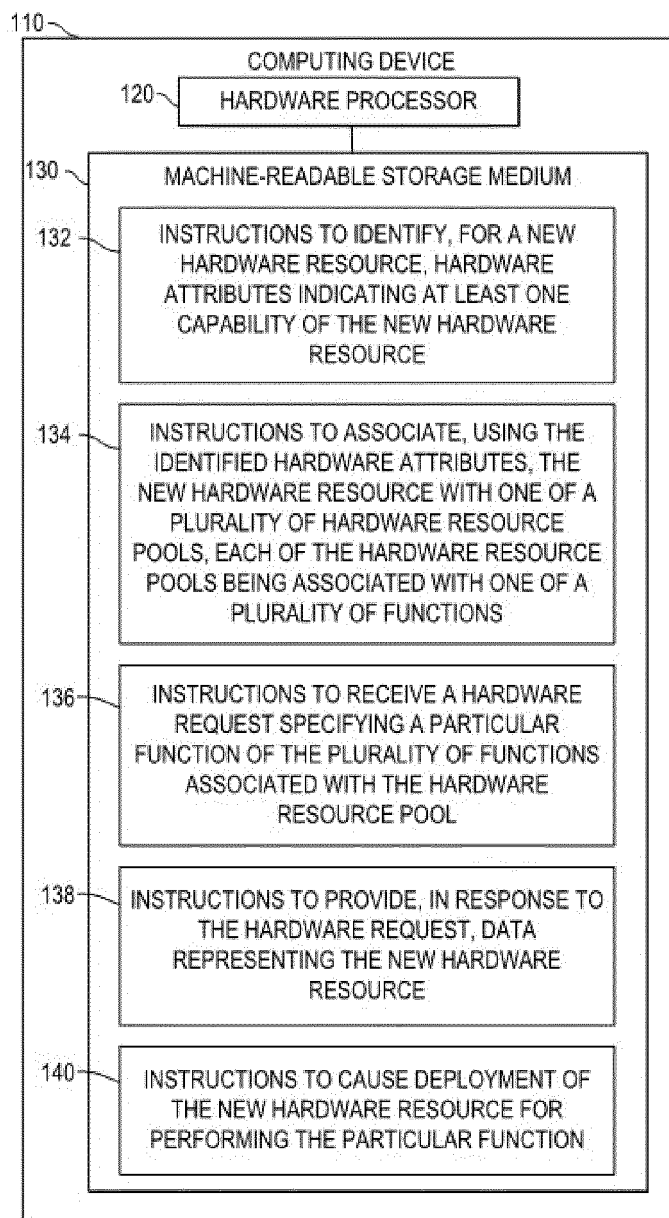 110
COMPUTING DEVICE
120
HARDWARE PROCESSOR
130
MACHINE-READABLE STORAGE MEDIUM
132
INSTRUCTIONS TO IDENTIFY, FOR A NEW
HARDWARE RESOURCE, HARDWARE
ATTRIBUTES INDICATING AT LEAST ONE
CAPABILITY OF THE NEW HARDWARE
RESOURCE
134
INSTRUCTIONS TO ASSOCIATE, USING THE
IDENTIFIED HARDWARE ATTRIBUTES, THE
NEW HARDWARE RESOURCE WITH ONE OF A
PLURALITY OF HARDWARE RESOURCE
POOLS, EACH OF THE HARDWARE RESOURCE
POOLS BEING ASSOCIATED WITH ONE OF A
PLURALITY OF FUNCTIONS
136
INSTRUCTIONS TO RECEIVE A HARDWARE
REQUEST SPECIFYING A PARTICULAR
FUNCTION OF THE PLURALITY OF FUNCTIONS
ASSOCIATED WITH THE HARDWARE
RESOURCE POOL
138
INSTRUCTIONS TO PROVIDE, IN RESPONSE TO
THE HARDWARE REQUEST, DATA
REPRESENTING THE NEW HARDWARE
RESOURCE
140
INSTRUCTIONS TO CAUSE DEPLOYMENT OF
THE NEW HARDWARE RESOURCE FOR
PERFORMING THE PARTICULAR FUNCTION